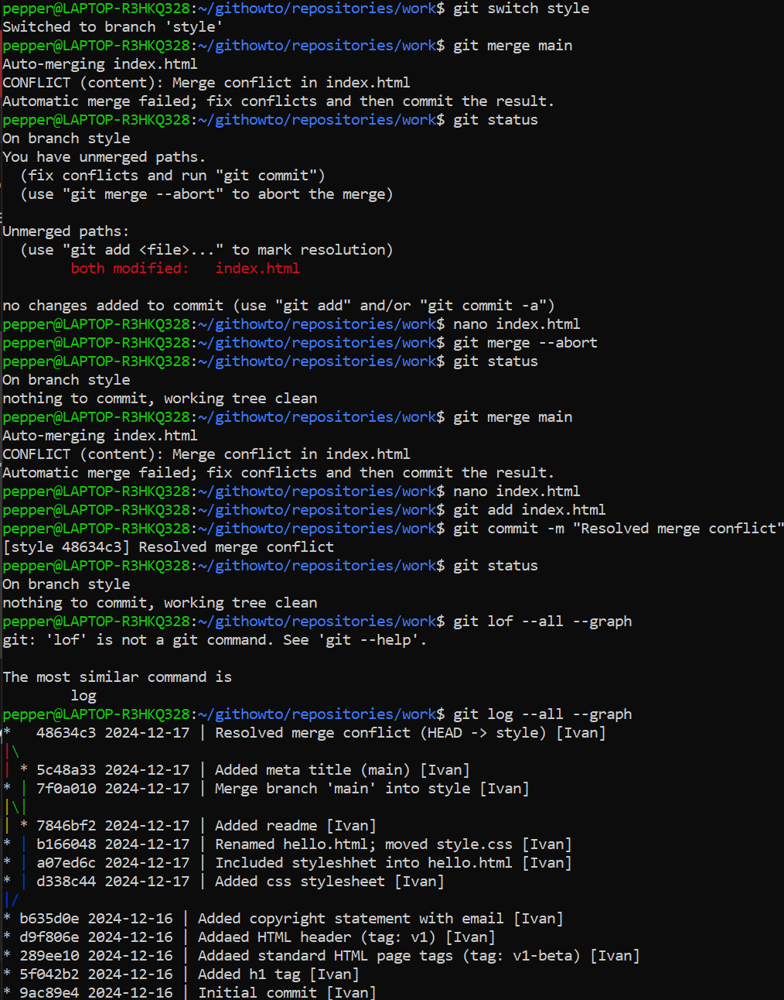 pepper@LAPTOP-R3HKQ328:~/githowto/repositories/work$ git switch style
Switched to branch 'style'
pepper@LAPTOP-R3HKQ328:~/githowto/repositories/work$ git merge main
Auto-merging index.html
CONFLICT (content): Merge conflict in index.html
Automatic merge failed; fix conflicts and then commit the result.
pepper@LAPTOP-R3HKQ328:~/githowto/repositories/work$ git status
On branch style
You have unmerged paths.
  (fix conflicts and run "git commit")
  (use "git merge --abort" to abort the merge)

Unmerged paths:
  (use "git add <file>..." to mark resolution)
        both modified:   index.html

no changes added to commit (use "git add" and/or "git commit -a")
pepper@LAPTOP-R3HKQ328:~/githowto/repositories/work$ nano index.html
pepper@LAPTOP-R3HKQ328:~/githowto/repositories/work$ git merge --abort
pepper@LAPTOP-R3HKQ328:~/githowto/repositories/work$ git status
On branch style
nothing to commit, working tree clean
pepper@LAPTOP-R3HKQ328:~/githowto/repositories/work$ git merge main
Auto-merging index.html
CONFLICT (content): Merge conflict in index.html
Automatic merge failed; fix conflicts and then commit the result.
pepper@LAPTOP-R3HKQ328:~/githowto/repositories/work$ nano index.html
pepper@LAPTOP-R3HKQ328:~/githowto/repositories/work$ git add index.html
pepper@LAPTOP-R3HKQ328:~/githowto/repositories/work$ git commit -m "Resolved merge conflict"
[style 48634c3] Resolved merge conflict
pepper@LAPTOP-R3HKQ328:~/githowto/repositories/work$ git status
On branch style
nothing to commit, working tree clean
pepper@LAPTOP-R3HKQ328:~/githowto/repositories/work$ git lof --all --graph
git: 'lof' is not a git command. See 'git --help'.

The most similar command is
        log
pepper@LAPTOP-R3HKQ328:~/githowto/repositories/work$ git log --all --graph
*   48634c3 2024-12-17 | Resolved merge conflict (HEAD -> style) [Ivan]
|\
| * 5c48a33 2024-12-17 | Added meta title (main) [Ivan]
* | 7f0a010 2024-12-17 | Merge branch 'main' into style [Ivan]
|\|
| * 7846bf2 2024-12-17 | Added readme [Ivan]
* | b166048 2024-12-17 | Renamed hello.html; moved style.css [Ivan]
* | a07ed6c 2024-12-17 | Included styleshhet into hello.html [Ivan]
* | d338c44 2024-12-17 | Added css stylesheet [Ivan]
|/
* b635d0e 2024-12-16 | Added copyright statement with email [Ivan]
* d9f806e 2024-12-16 | Addaed HTML header (tag: v1) [Ivan]
* 289ee10 2024-12-16 | Addaed standard HTML page tags (tag: v1-beta) [Ivan]
* 5f042b2 2024-12-16 | Added h1 tag [Ivan]
* 9ac89e4 2024-12-16 | Initial commit [Ivan]